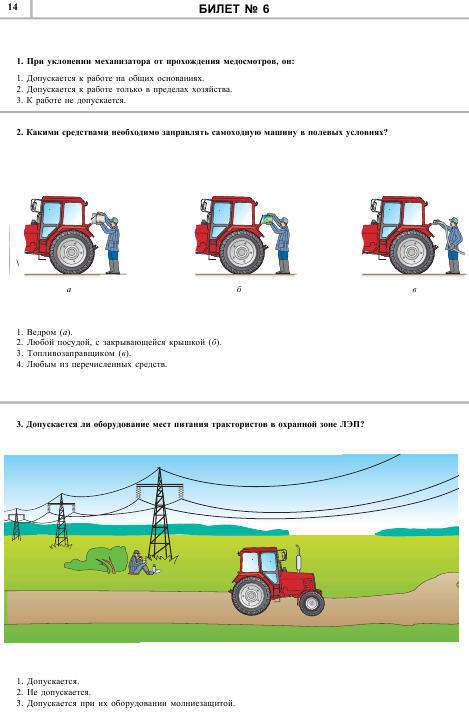 14
БИЛЕТ № 6
1. При уклонении механизатора от прохождения медосмотров, он:
1. Допускается к работе на общих основаниях.
2. Допускается к работе только в пределах хозяйства.
3. К работе не допускается.
2. Какими средствами необходимо заправлять самоходную машину в полевых условиях?
а
б
в
1. Ведром (а).
2. Любой посудой, с закрывающейся крышкой (б).
3. Топливозаправщиком (в).
4. Любым из перечисленных средств.
3. Допускается ли оборудование мест питания трактористов в охранной зоне ЛЭП?
1. Допускается.
2. Не допускается.
3. Допускается при их оборудовании молниезащитой.